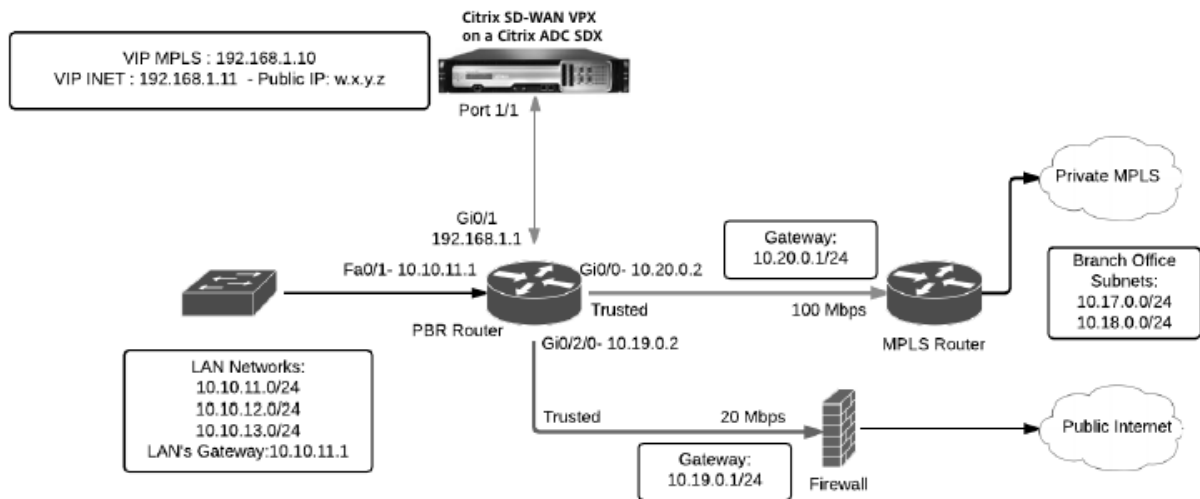 Citrix SD-WAN VPX
on a Citrix ADC SDX
VIP MPLS : 192.168.1.10
VIP INET : 192.168.1.11 - Public IP: w.x.y.z
Port 1/1
Private MPLS
Gi0/1
192.168.1.1
Gateway:
10.20.0.1/24
Fa0/1- 10.10.11.1
Gi0/0- 10.20.0.2
Branch Office
Subnets:
10.17.0.0/24
10.18.0.0/24
Trusted
100 Mbps
PBR Router
MPLS Router
Gi0/2/0- 10.19.0.2
LAN Networks:
10.10.11.0/24
10.10.12.0/24
10.10.13.0/24
LAN's Gateway:10.10.11.1
Trusted
20 Mbps
Public Internet
Gateway:
10.19.0.1/24
Firewall